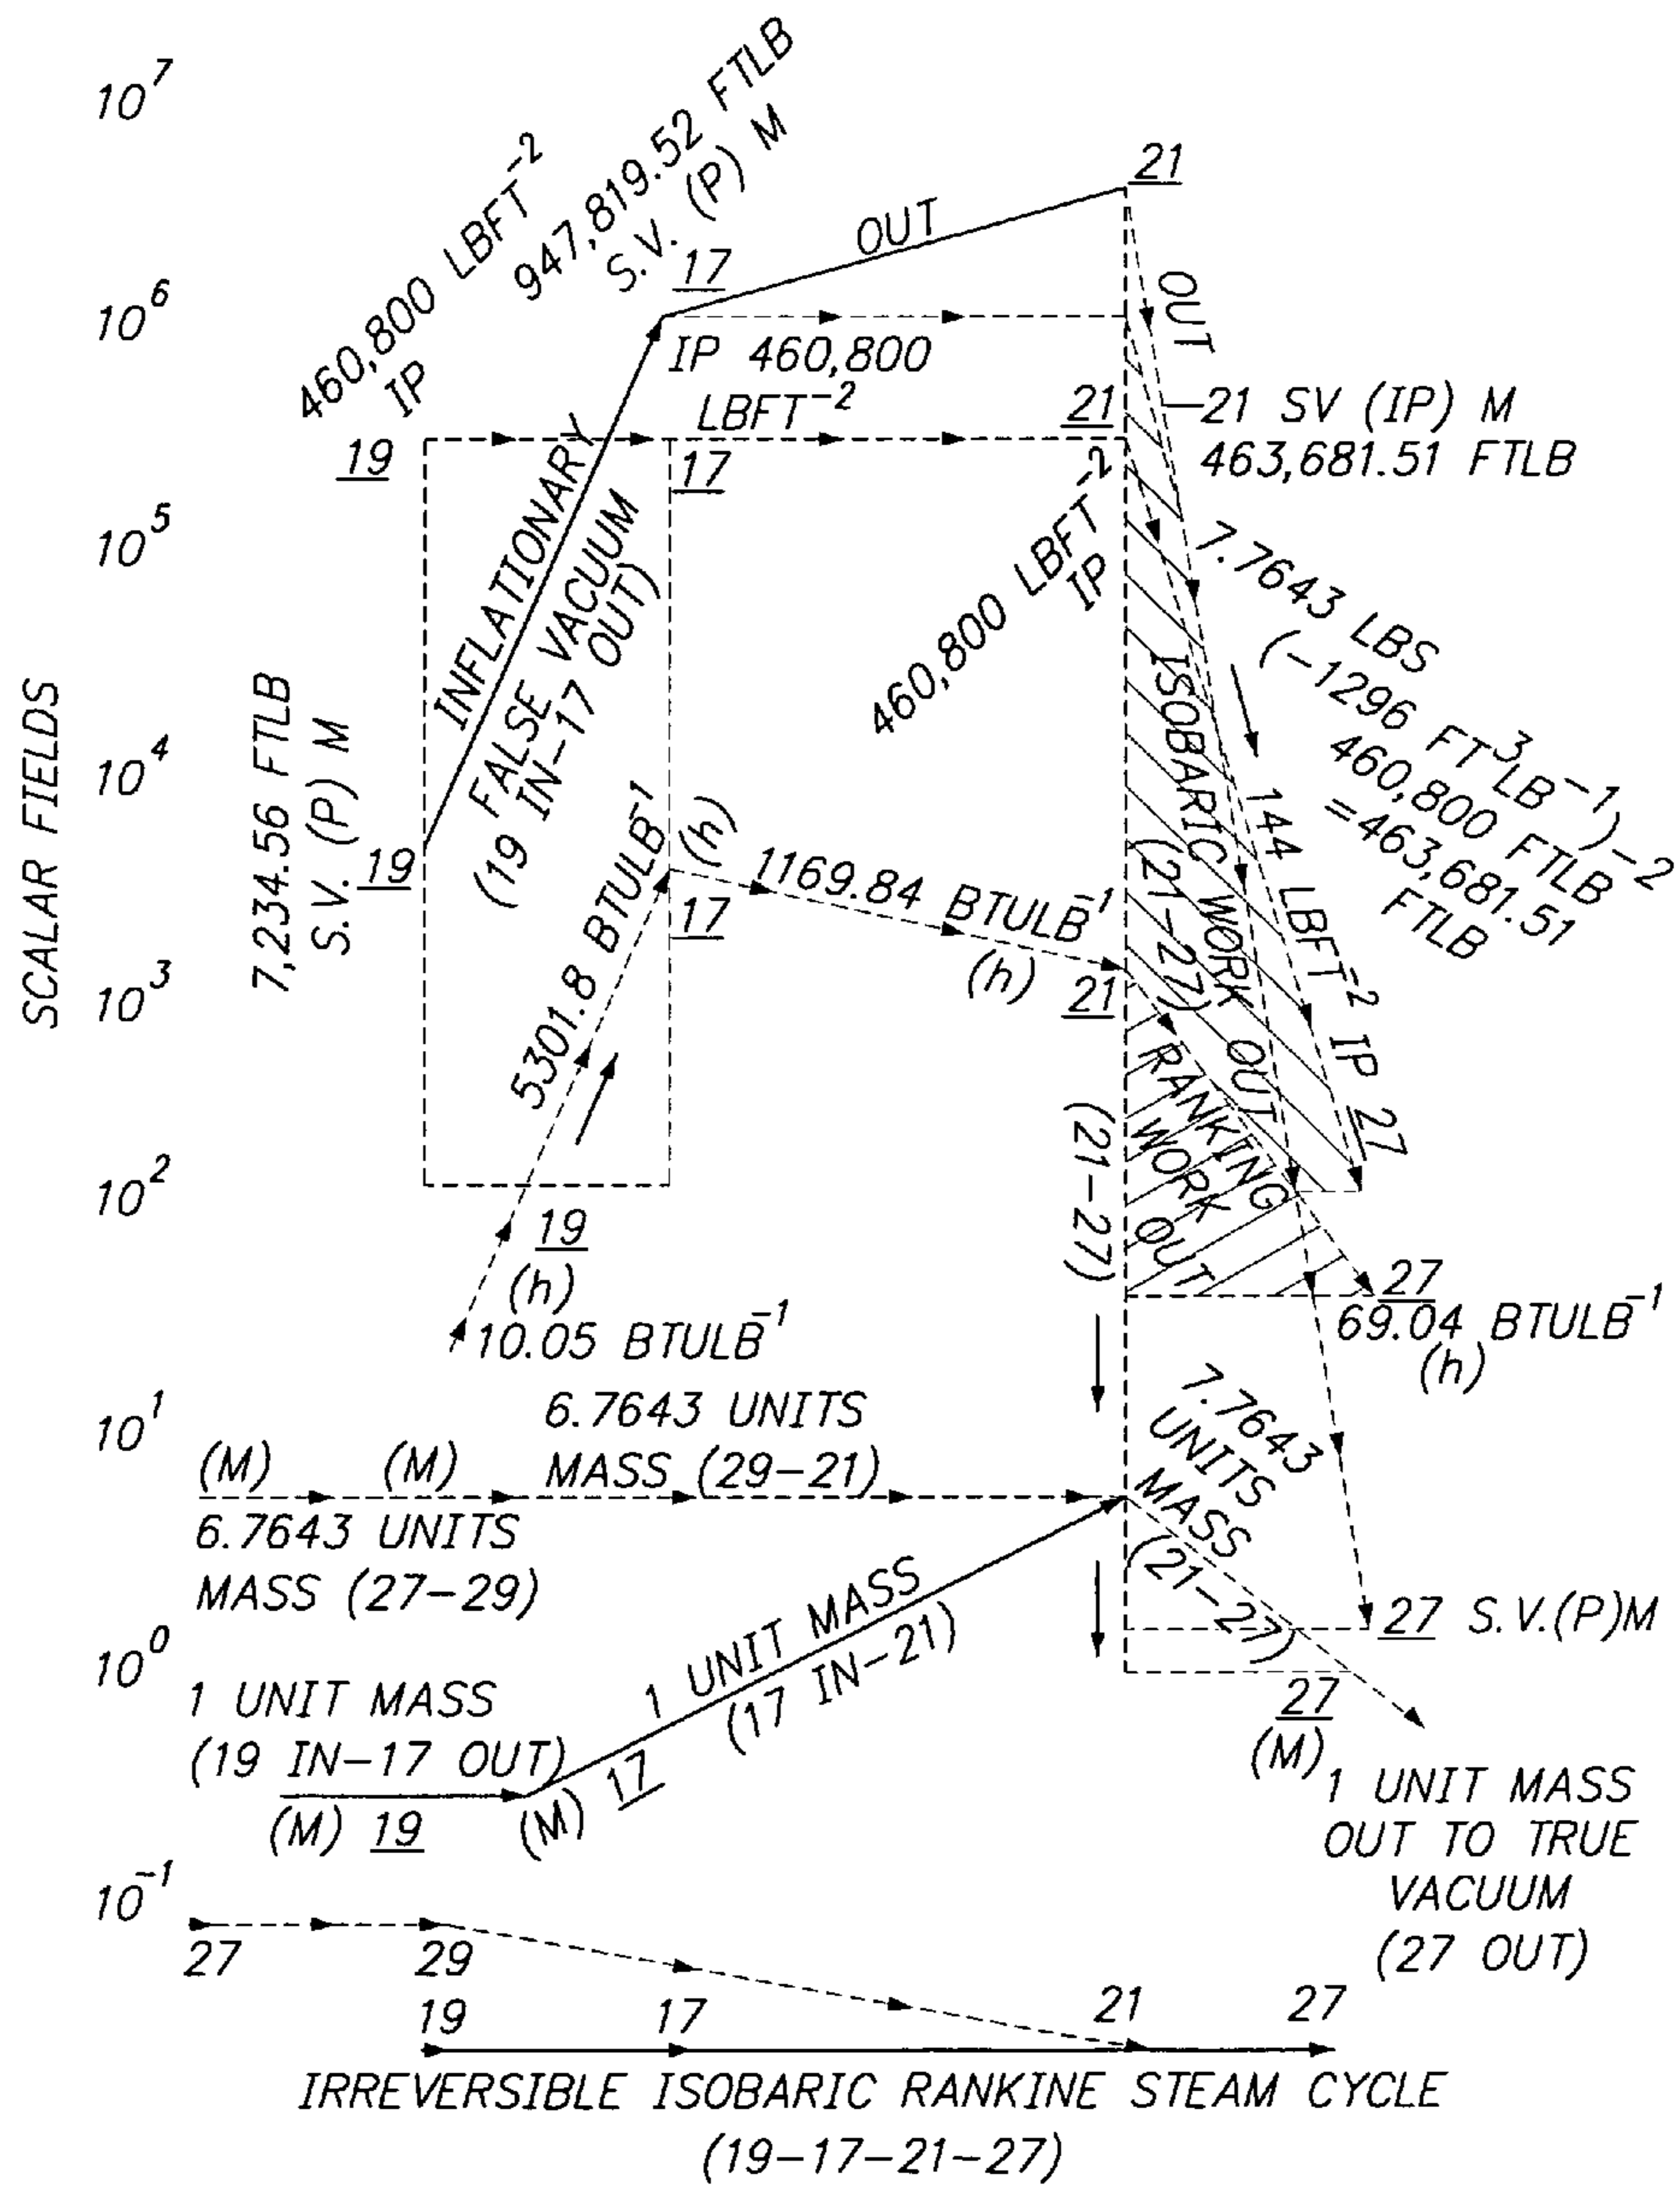 10^7
460,800 LBFT^-2
IP
947,819.52 FTLB
S.V. (P) M
17
OUT
21
10^6
OUT
IP 460,800
LBFT^-2
21
21 SV (IP) M
463,681.51 FTLB
19
17
10^5
460,800 LBFT^-2
IP
INFLATIONARY
FALSE VACUUM
(19 IN-17 OUT)
7.7643 LBS
(-1296 FT^3LB^-1)-2
460,800 FTLB
=463,681.51
FTLB
SCALAR FIELDS
7,234.56 FTLB
S.V. (P) M
19
10^4
ISOBARIC WORK OUT
(21-27)
144 LBFT^-2 IP 27
(h)
17
1169.84 BTULB^-1
(h)
21
10^3
5301.8 BTULB^-1
RANKING
WORK
OUT
(21-27)
10^2
19
(h)
10.05 BTULB^-1
27
69.04 BTULB^-1
(h)
10^1
6.7643 UNITS
MASS (29-21)
(M)
(M)
6.7643 UNITS
MASS (27-29)
7.7643
UNITS
MASS
(21-27)
27 S.V.(P)M
10^0
1 UNIT MASS
(17 IN-21)
1 UNIT MASS
(19 IN-17 OUT)
(M) 19
(M) 17
27
(M)
1 UNIT MASS
OUT TO TRUE
VACUUM
(27 OUT)
10^-1
27
29
19
17
21
27
IRREVERSIBLE ISOBARIC RANKINE STEAM CYCLE
(19-17-21-27)